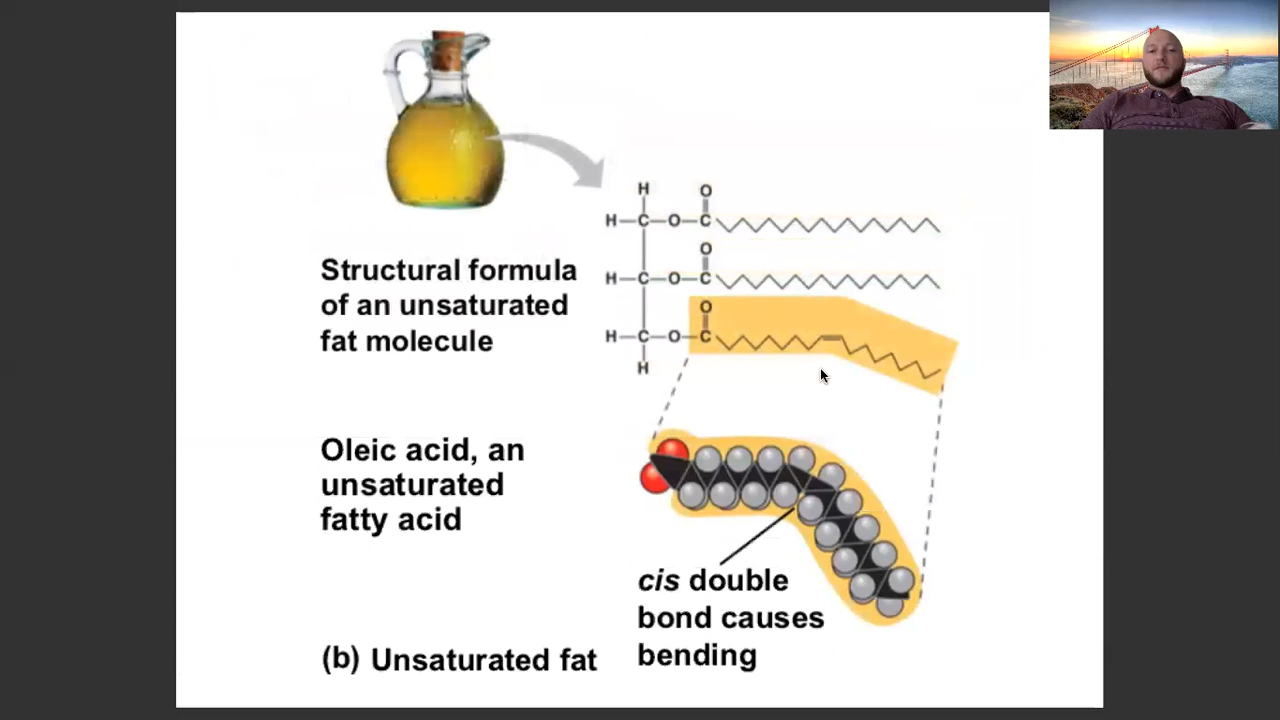 H O
H—C—O—C
O
H—C—O—C
O
H—C—O—C
H
Structural formula
of an unsaturated
fat molecule
Oleic acid, an
unsaturated
fatty acid
cis double
bond causes
bending
(b) Unsaturated fat